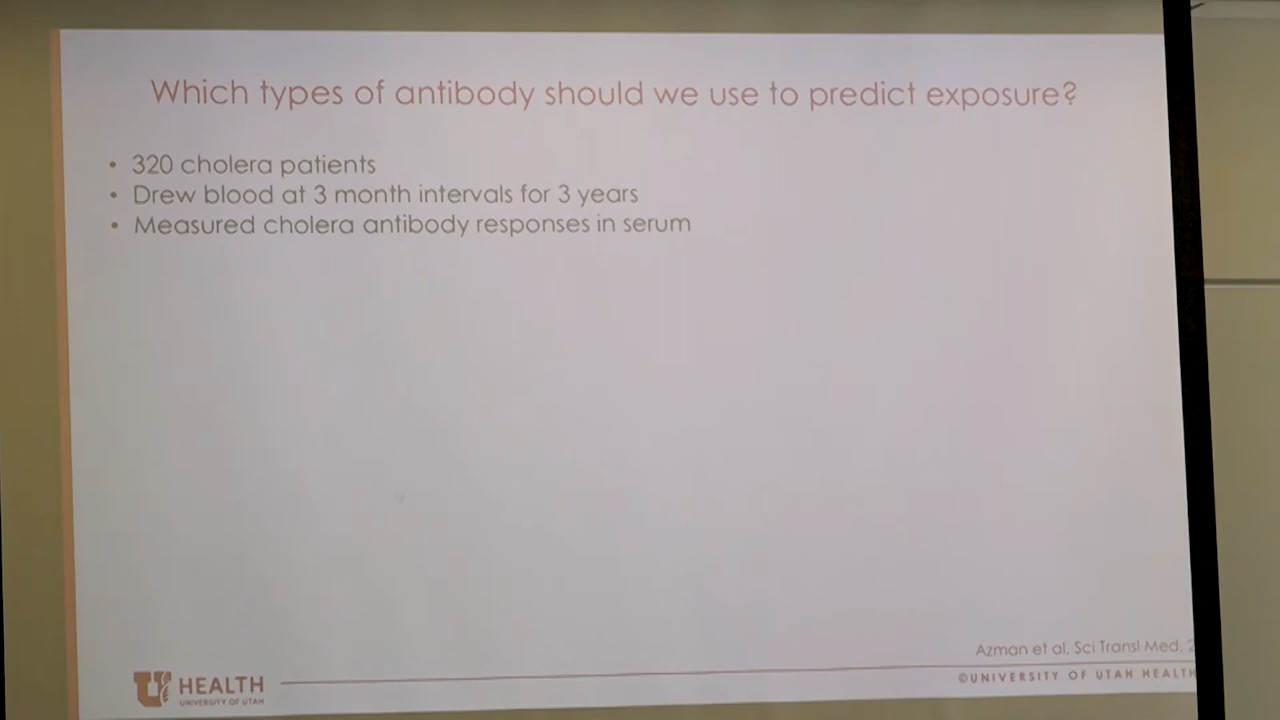 Which types of antibody should we use to predict exposure?
• 320 cholera patients
• Drew blood at 3 month intervals for 3 years
• Measured cholera antibody responses in serum
Azman et al. Sci Transl Med.
U HEALTH
UNIVERSITY OF UTAH
©UNIVERSITY OF UTAH HEALTH